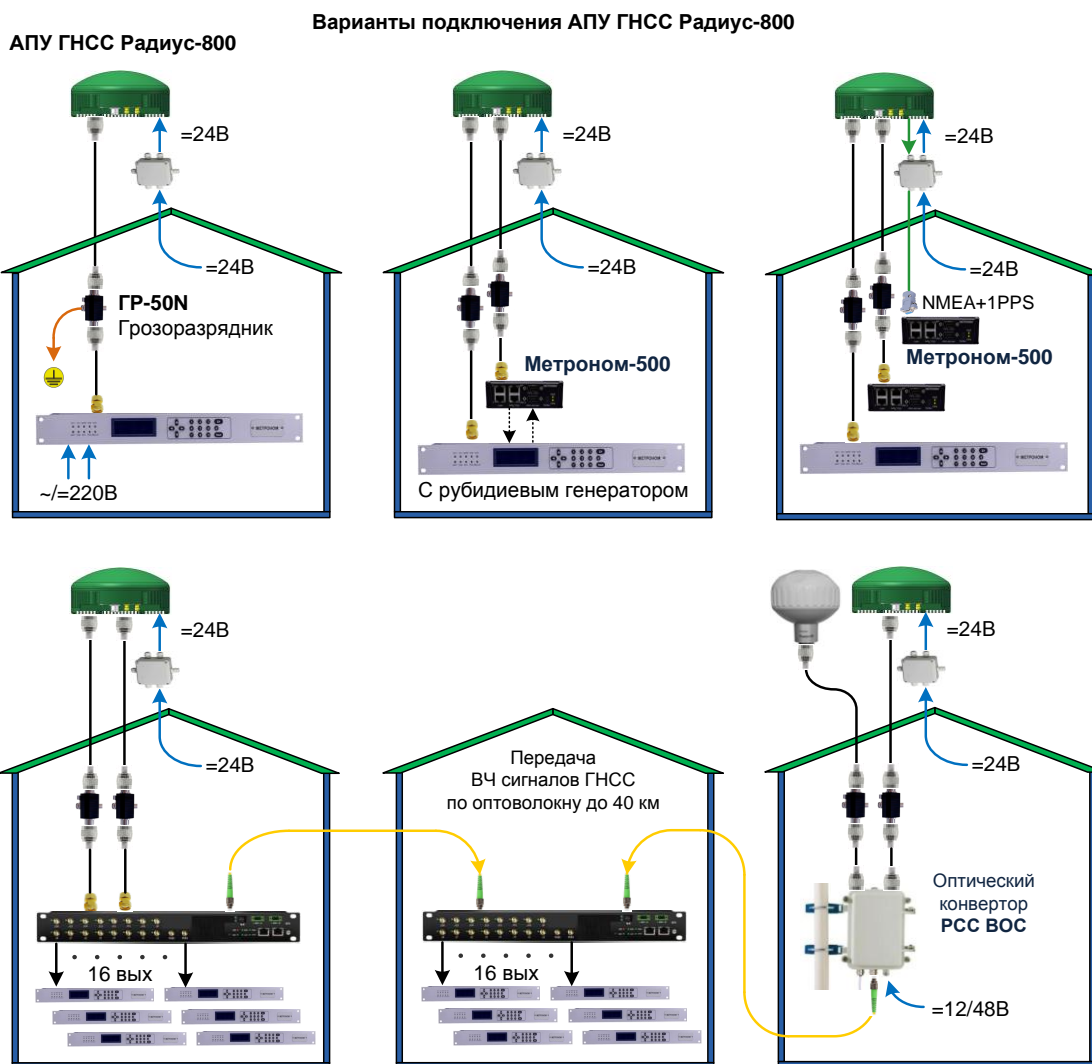 Варианты подключения АПУ ГНСС Радиус-800
АПУ ГНСС Радиус-800
=24В
=24В
ГР-50N
Грозоразрядник
~/=220В
=24В
=24В
Метроном-500
С рубидиевым генератором
=24В
=24В
NMEA+1PPS
Метроном-500
=24В
=24В
16 вых
Передача
ВЧ сигналов ГНСС
по оптоволокну до 40 км
16 вых
=24В
=24В
Оптический
конвертор
РСС ВОС
=12/48В